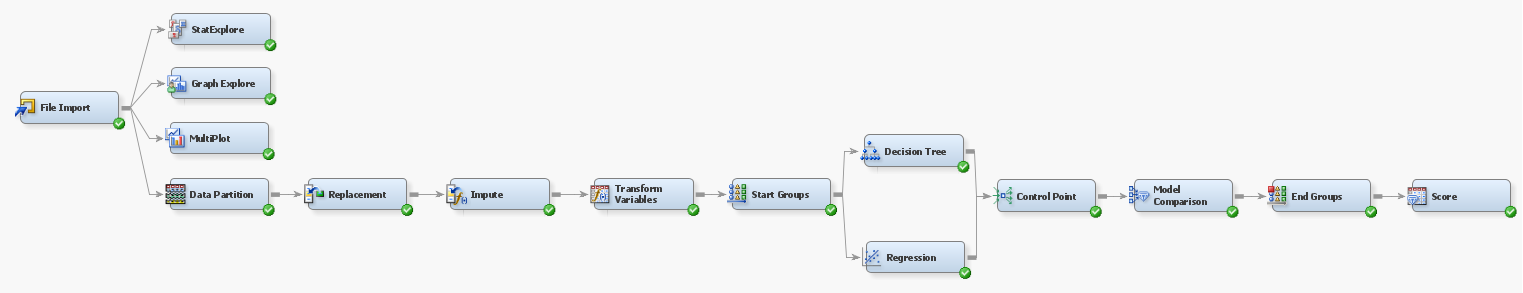 StatExplore
Graph Explore
File Import
MultiPlot
Data Partition
Replacement
Impute
Transform
Variables
Start Groups
Decision Tree
Regression
Control Point
Model
Comparison
End Groups
Score